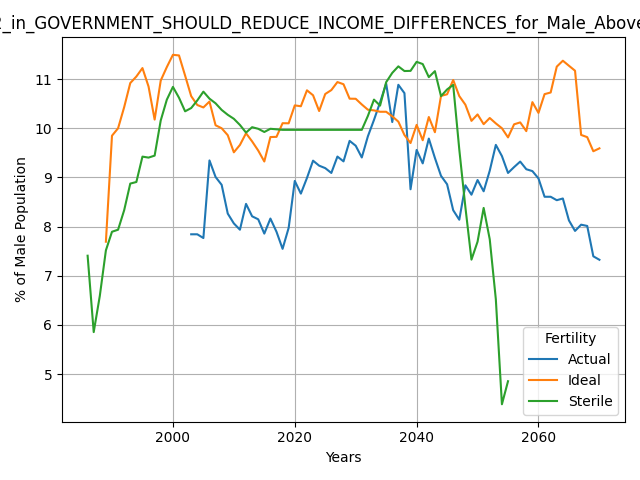 _in_GOVERNMENT_SHOULD_REDUCE_INCOME_DIFFERENCES_for_Male_Above
% of Male Population
11
10
9
8
7
6
5
2000 2020 2040 2060
Years
Fertility
Actual
Ideal
Sterile